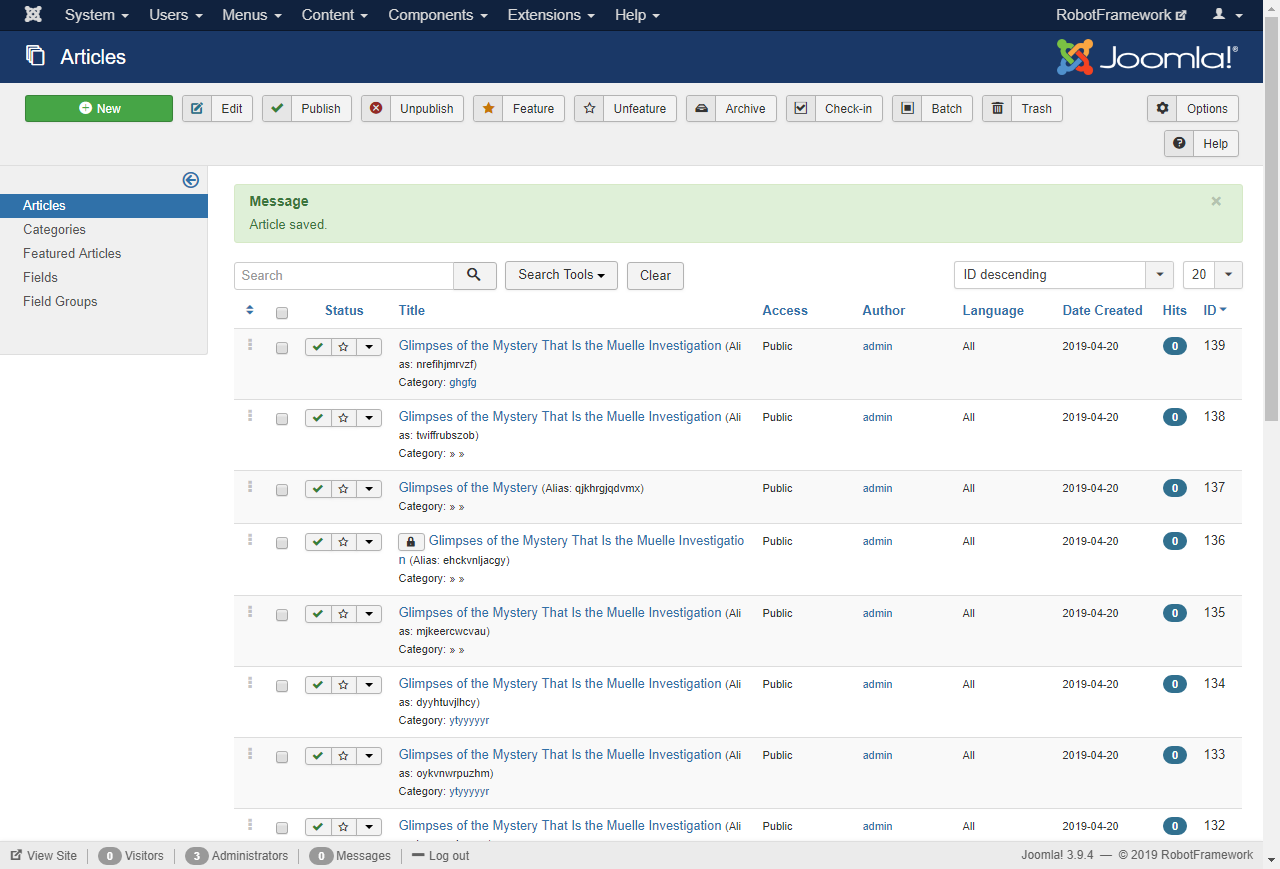 System Users Menus Content Components Extensions Help RobotFramework
Articles Joomla!®
New Edit Publish Unpublish Feature Unfeature Archive Check-in Batch Trash Options
Help
Articles
Categories
Featured Articles
Fields
Field Groups
Message ×
Article saved.
Search Search Tools Clear ID descending 20
Status Title Access Author Language Date Created Hits ID
Glimpses of the Mystery That Is the Muelle Investigation (Ali Public admin All 2019-04-20 0 139
as: nrefihjmrvzf)
Category: ghgfg
Glimpses of the Mystery That Is the Muelle Investigation (Ali Public admin All 2019-04-20 0 138
as: twiffrubszob)
Category: » »
Glimpses of the Mystery (Alias: qjkhrgjqdvmx) Public admin All 2019-04-20 0 137
Category: » »
Glimpses of the Mystery That Is the Muelle Investigatio Public admin All 2019-04-20 0 136
n (Alias: ehckvnljacgy)
Category: » »
Glimpses of the Mystery That Is the Muelle Investigation (Ali Public admin All 2019-04-20 0 135
as: mjkeercwcvau)
Category: » »
Glimpses of the Mystery That Is the Muelle Investigation (Ali Public admin All 2019-04-20 0 134
as: dyyhtuvjlhcy)
Category: ytyyyyyr
Glimpses of the Mystery That Is the Muelle Investigation (Ali Public admin All 2019-04-20 0 133
as: oykvnwrpuzhm)
Category: ytyyyyyr
Glimpses of the Mystery That Is the Muelle Investigation (Ali Public admin All 2019-04-20 0 132
View Site 0 Visitors 3 Administrators 0 Messages Log out Joomla! 3.9.4 — © 2019 RobotFramework